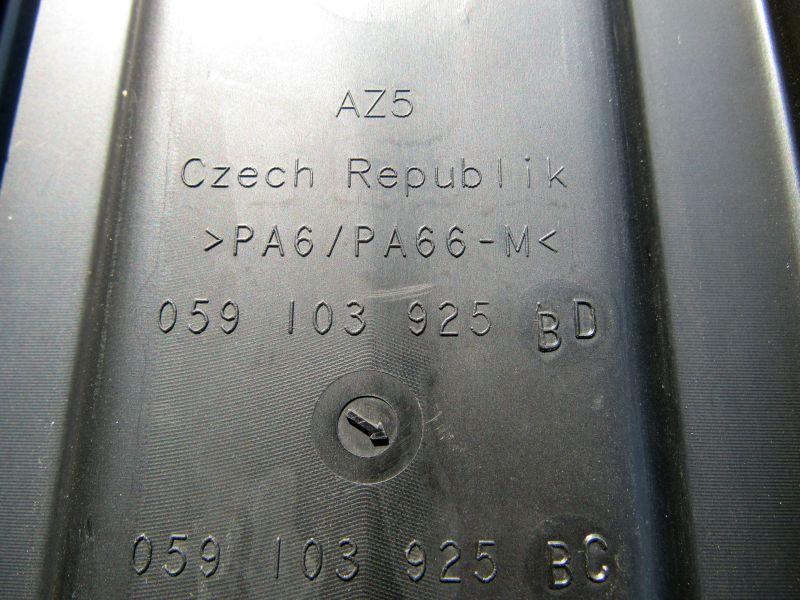 AZ5
Czech Republik
>PA6/PA66-M<
059 103 925 BD
059 103 925 BC